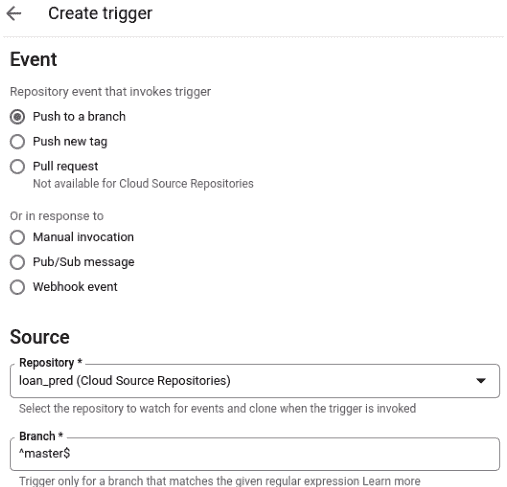 Create trigger
Event
Repository event that invokes trigger
Push to a branch
Push new tag
Pull request
Not available for Cloud Source Repositories
Or in response to
Manual invocation
Pub/Sub message
Webhook event
Source
Repository *
loan_pred (Cloud Source Repositories)
Select the repository to watch for events and clone when the trigger is invoked
Branch *
^master$
Trigger only for a branch that matches the given regular expression Learn more